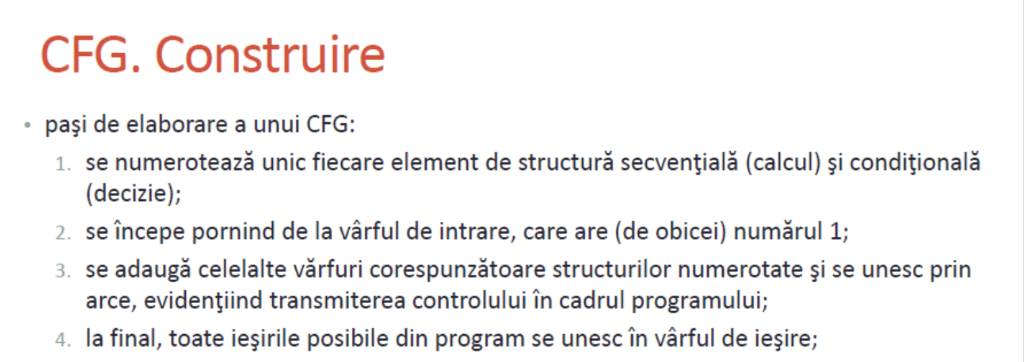 CFG. Construire
• pași de elaborare a unui CFG:
1. se numerotează unic fiecare element de structură secvenţială (calcul) şi condiţională
(decizie);
2. se începe pornind de la vârful de intrare, care are (de obicei) numărul 1;
3. se adaugă celelalte vărfuri corespunzătoare structurilor numerotate şi se unesc prin
arce, evidenţiind transmiterea controlului în cadrul programului;
4. la final, toate ieşirile posibile din program se unesc în vârful de ieşire;